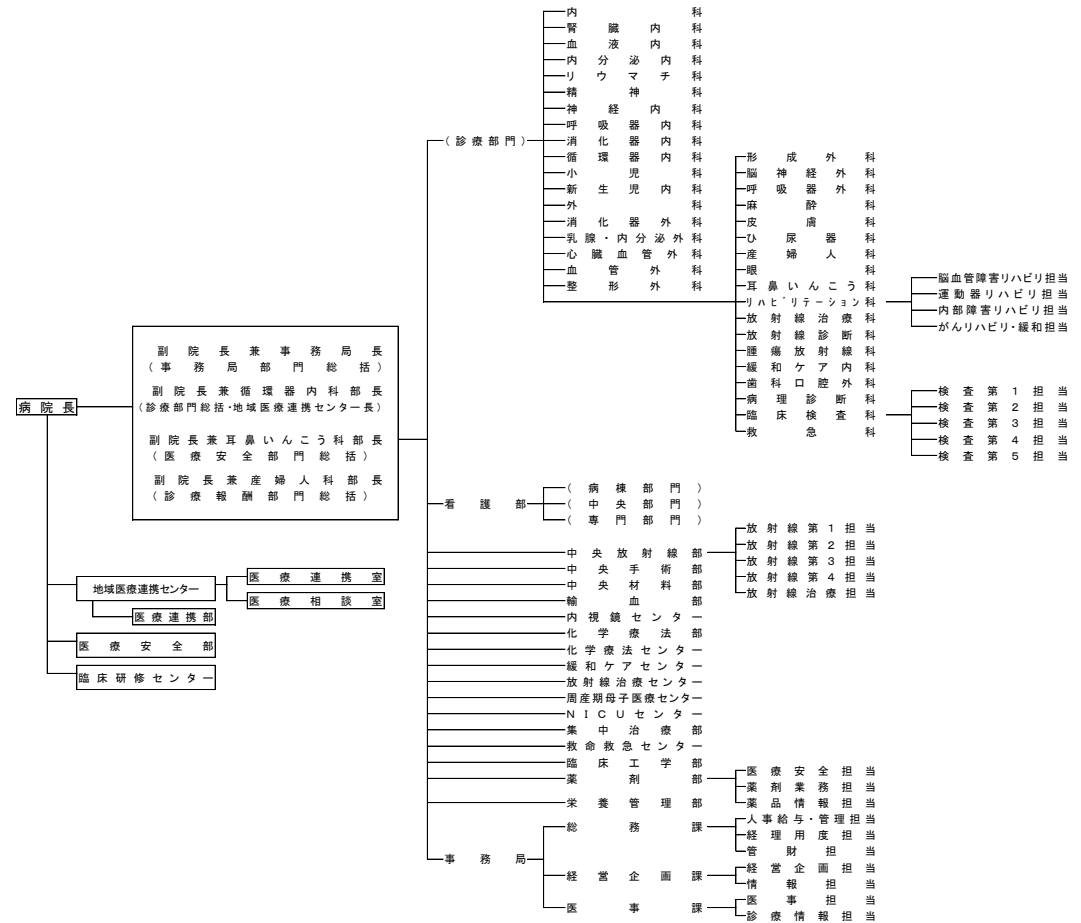 病院長
副院長兼事務局長
(事務局部門総括)
副院長兼循環器内科部長
(診療部門総括・地域医療連携センター長)
副院長兼耳鼻いんこう科部長
(医療安全部門総括)
副院長兼産婦人科部長
(診療報酬部門総括)
地域医療連携センター
医療連携室
医療相談室
医療連携部
医療安全部
臨床研修センター
(診療部門)
内科
腎臓内科
血液内科
内分泌内科
リウマチ科
精神科
神経内科
呼吸器内科
消化器内科
循環器内科
小児科
新生児内科
外科
消化器外科
乳腺・内分泌外科
心臓血管外科
血管外科
整形外科
形成外科
脳神経外科
呼吸器外科
麻酔科
皮膚科
ひ尿器科
産婦人科
眼科
耳鼻いんこう科
リハビリテーション科
脳血管障害リハビリ担当
運動器リハビリ担当
内部障害リハビリ担当
がんリハビリ・緩和担当
放射線治療科
放射線診断科
腫瘍放射線科
緩和ケア内科
歯科口腔外科
病理診断科
臨床検査科
検査第1担当
検査第2担当
検査第3担当
検査第4担当
検査第5担当
救急科
看護部
(病棟部門)
(中央部門)
(専門部門)
中央放射線部
放射線第1担当
放射線第2担当
放射線第3担当
放射線第4担当
放射線治療担当
中央手術部
中央材料部
輸血部
内視鏡センター
化学療法部
化学療法センター
緩和ケアセンター
放射線治療センター
周産期母子医療センター
NICUセンター
集中治療部
救命救急センター
臨床工学部
薬剤部
医療安全担当
薬剤業務担当
薬品情報担当
栄養管理部
事務局
総務課
人事給与・管理担当
経理用度担当
管財担当
経営企画課
経営企画担当
情報担当
医事課
医事担当
診療情報担当